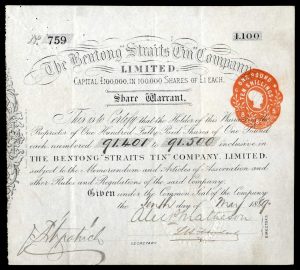 No. 759 £100
The Bentong Straits Tin Company,
LIMITED.
CAPITAL £100,000, IN 100,000 SHARES OF £1 EACH.
Share Warrant.
ONE POUND
TEN SHILLINGS
This is to Certify that the Holder of this Warrant is the
Proprietor of One Hundred Fully Paid Shares of One Pound
each numbered 91,401 to 91,500 inclusive in
THE BENTONG STRAITS TIN COMPANY, LIMITED,
subject to the Memorandum and Articles of Association and
other Rules and Regulations of the said Company.
Given under the Common Seal of the Company
the tenth day of May 1889.
SECRETARY.
DIRECTORS